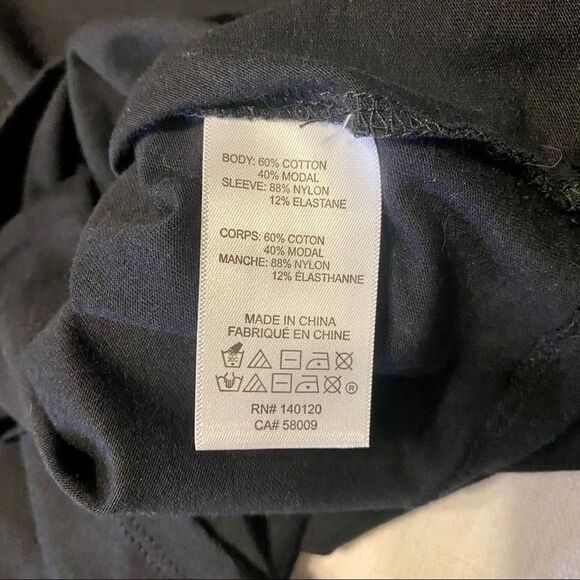 BODY: 60% COTTON
40% MODAL
SLEEVE: 88% NYLON
12% ELASTANE
CORPS: 60% COTON
40% MODAL
MANCHE: 88% NYLON
12% ÉLASTHANNE
MADE IN CHINA
FABRIQUÉ EN CHINE
30C
®
RN# 140120
CA# 58009